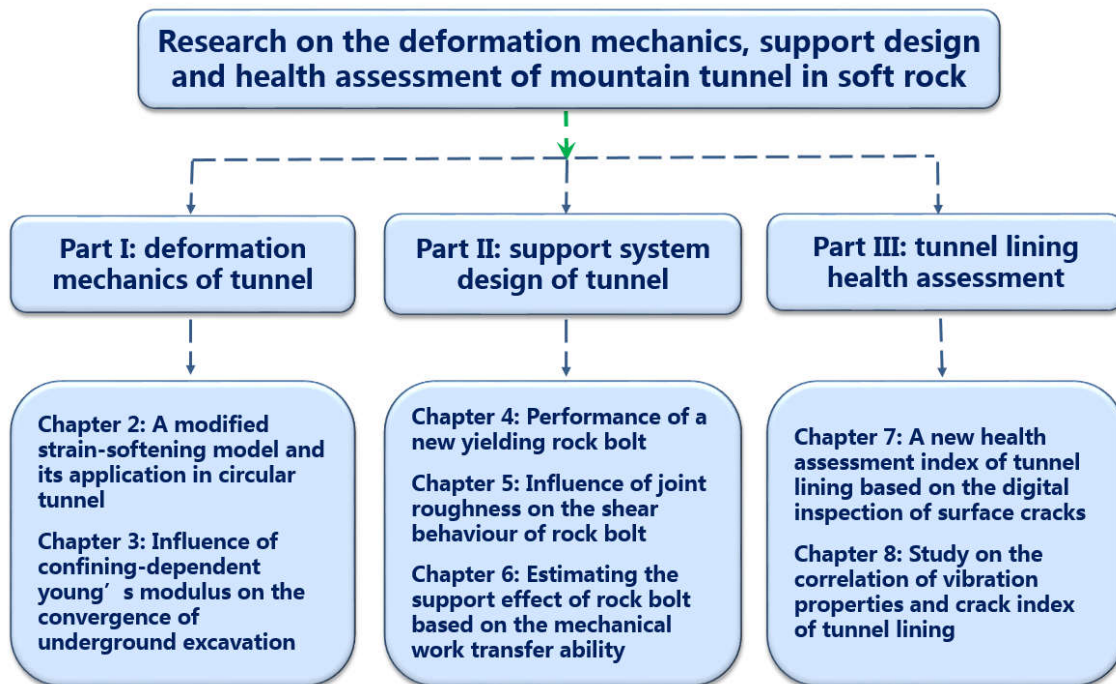 Research on the deformation mechanics, support design
and health assessment of mountain tunnel in soft rock
Part I: deformation
mechanics of tunnel
Part II: support system
design of tunnel
Part III: tunnel lining
health assessment
Chapter 2: A modified
strain-softening model and
its application in circular
tunnel
Chapter 3: Influence of
confining-dependent
young’s modulus on the
convergence of
underground excavation
Chapter 4: Performance of a
new yielding rock bolt
Chapter 5: Influence of joint
roughness on the shear
behaviour of rock bolt
Chapter 6: Estimating the
support effect of rock bolt
based on the mechanical
work transfer ability
Chapter 7: A new health
assessment index of tunnel
lining based on the digital
inspection of surface cracks
Chapter 8: Study on the
correlation of vibration
properties and crack index
of tunnel lining